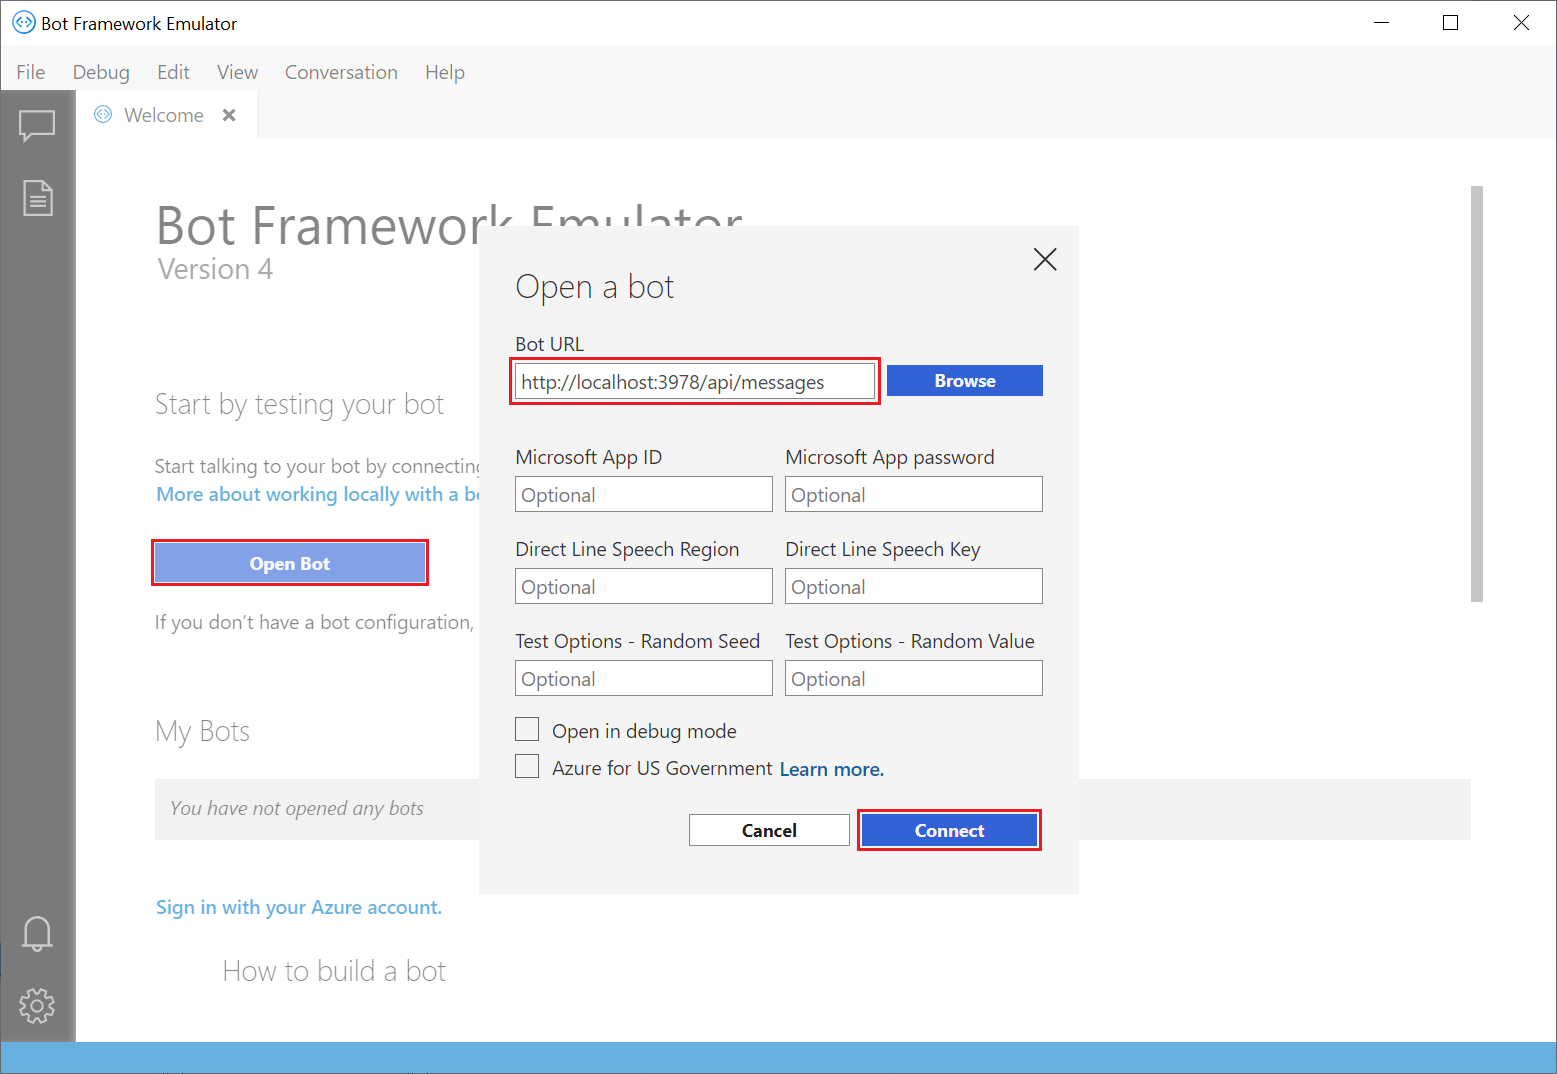 Bot Framework Emulator
File Debug Edit View Conversation Help
Welcome
Bot Framework Emulator
Version 4
Start by testing your bot
Start talking to your bot by connecting
More about working locally with a
Open Bot
If you don’t have a bot configuration,
My Bots
You have not opened any bots
Sign in with your Azure account.
How to build a bot
Open a bot
Bot URL
http://localhost:3978/api/messages
Browse
Microsoft App ID Microsoft App password
Optional Optional
Direct Line Speech Region Direct Line Speech Key
Optional Optional
Test Options - Random Seed Test Options - Random Value
Optional Optional
Open in debug mode
Azure for US Government Learn more.
Cancel Connect